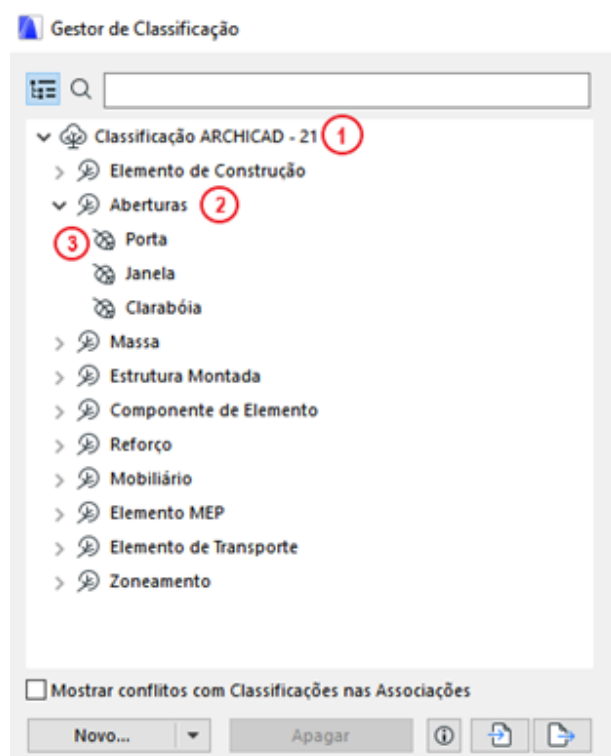 Gestor de Classificação
Classificação ARCHICAD - 21 1
Elemento de Construção
Aberturas 2
3 Porta
Janela
Clarabóia
Massa
Estrutura Montada
Componente de Elemento
Reforço
Mobiliário
Elemento MEP
Elemento de Transporte
Zoneamento
Mostrar conflitos com Classificações nas Associações
Novo... Apagar